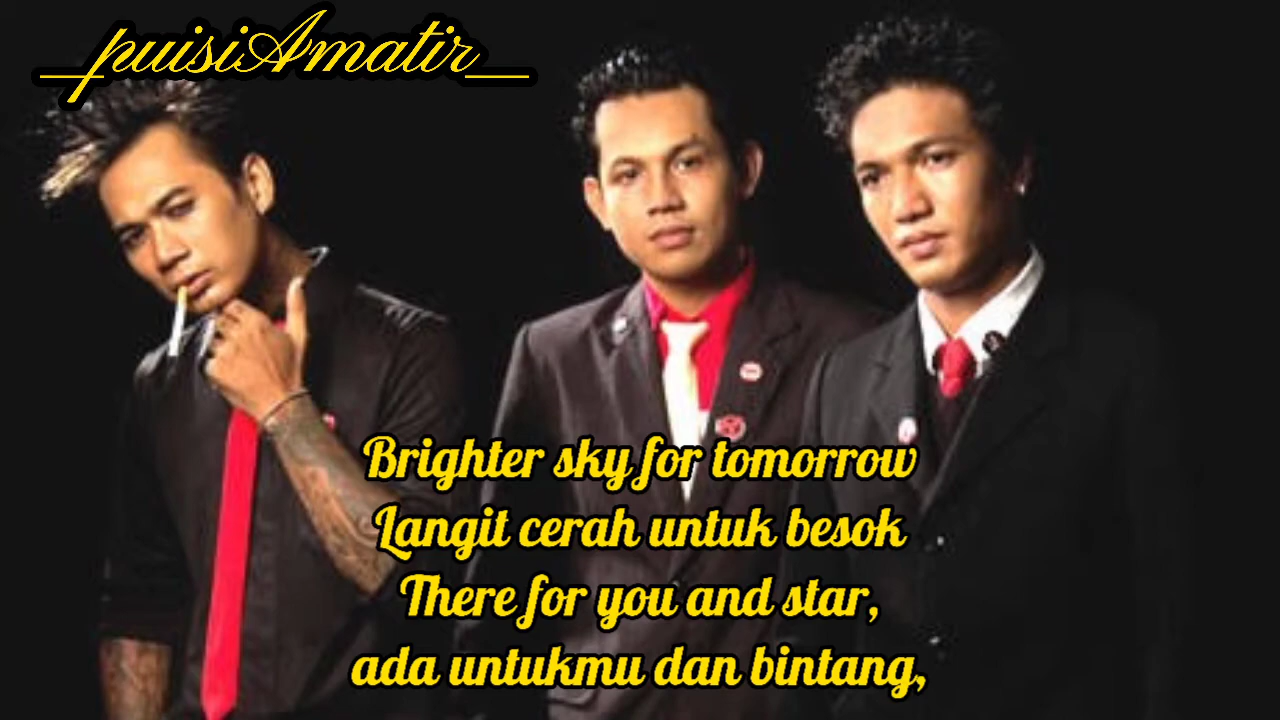 _puisiAmatir_
Brighter sky for tomorrow
Langit cerah untuk besok
There for you and star,
ada untukmu dan bintang,